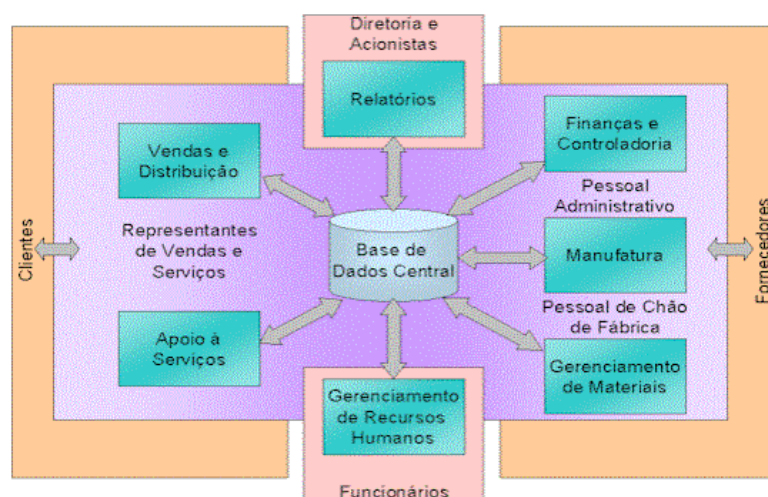 Diretoria e
Acionistas
Relatórios
Vendas e
Distribuição
Finanças e
Controladoria
Pessoal
Administrativo
Representantes
de Vendas e
Serviços
Base de
Dados Central
Manufatura
Clientes
Fornecedores
Pessoal de Chão
de Fábrica
Apoio à
Serviços
Gerenciamento
de Materiais
Gerenciamento
de Recursos
Humanos
Funcionários